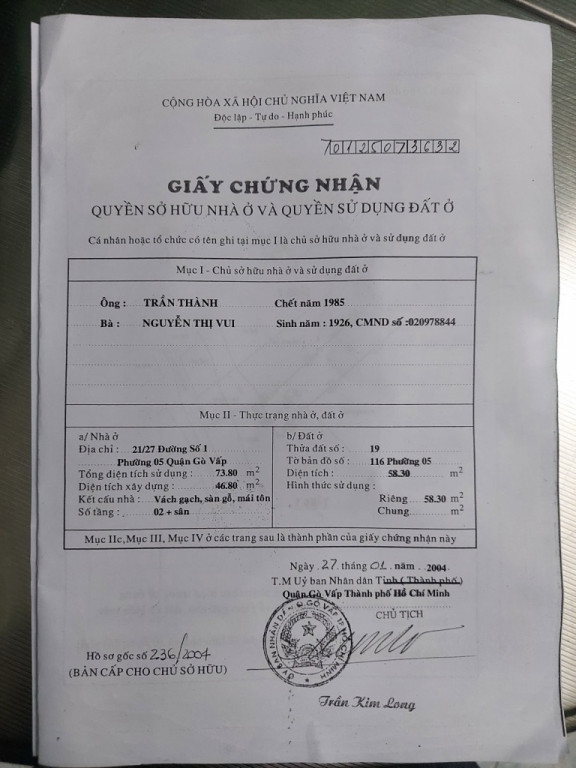 CỘNG HÒA XÃ HỘI CHỦ NGHĨA VIỆT NAM
Độc lập - Tự do - Hạnh phúc
GIẤY CHỨNG NHẬN
QUYỀN SỞ HỮU NHÀ Ở VÀ QUYỀN SỬ DỤNG ĐẤT Ở
Cá nhân hoặc tổ chức có tên ghi tại mục I là chủ sở hữu nhà ở và sử dụng đất ở
Mục I - Chủ sở hữu nhà ở và sử dụng đất ở
Ông : TRẦN THÀNH Chết năm 1985
Bà : NGUYỄN THỊ VUI Sinh năm : 1926, CMND số :020978844
Mục II - Thực trạng nhà ở, đất ở
a/ Nhà ở
Địa chỉ : 21/27 Đường Số 1
Phường 05 Quận Gò Vấp
Tổng diện tích sử dụng : 73.80 m²
Diện tích xây dựng : 46.80 m²
Kết cấu nhà : Vách gạch, sàn gỗ, mái tôn
Số tầng : 02 + sân
b/ Đất ở
Thửa đất số : 19
Tờ bản đồ số : 116 Phường 05
Diện tích : 58.30 m²
Hình thức sử dụng :
Riêng 58.30 m²
Chung m²
Mục IIc, Mục III, Mục IV ở các trang sau là thành phần của giấy chứng nhận này
Ngày 27 tháng 01 năm 2004
T.M Uỷ ban Nhân dân Tỉnh ( Thành phố )
Quận Gò Vấp Thành phố Hồ Chí Minh
CHỦ TỊCH
Hồ sơ gốc số 236/2004
(BẢN CẤP CHO CHỦ SỞ HỮU)
Trần Kim Long